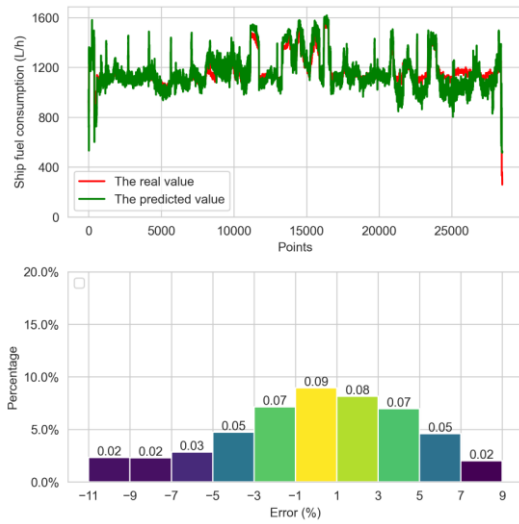 1600
1200
800
400
0
Ship fuel consumption (L/h)
The real value
The predicted value
0 5000 10000 15000 20000 25000
Points
20.0%
15.0%
10.0%
5.0%
0.0%
Percentage
0.02 0.02 0.03 0.05 0.07 0.09 0.08 0.07 0.05 0.02
−11 −9 −7 −5 −3 −1 1 3 5 7 9
Error (%)